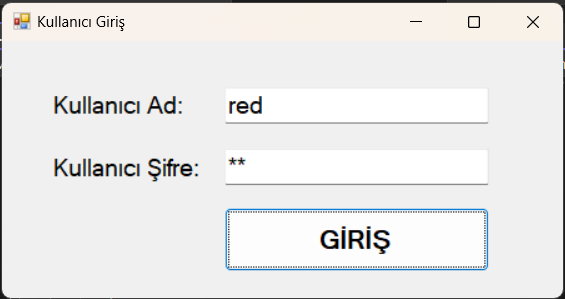 Kullanıcı Giriş
Kullanıcı Ad: red
Kullanıcı Şifre: **
GİRİŞ